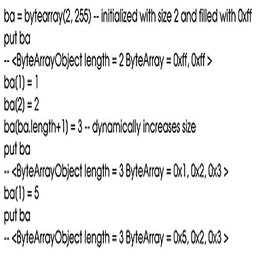 ba = bytearray(2, 255) -- initialized with size 2 and filled with 0xff
put ba
-- <ByteArrayObject length = 2 ByteArray = 0xff, 0xff >
ba(1) = 1
ba(2) = 2
ba(ba.length+1) = 3 -- dynamically increases size
put ba
-- <ByteArrayObject length = 3 ByteArray = 0x1, 0x2, 0x3 >
ba(1) = 5
put ba
-- <ByteArrayObject length = 3 ByteArray = 0x5, 0x2, 0x3 >